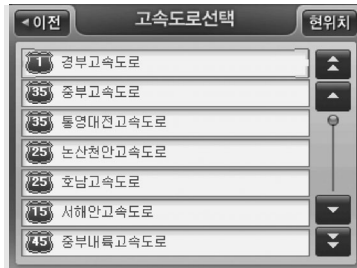 ◀이전 고속도로선택 현위치
1 경부고속도로
35 중부고속도로
35 통영대전고속도로
25 논산천안고속도로
25 호남고속도로
15 서해안고속도로
45 중부내륙고속도로